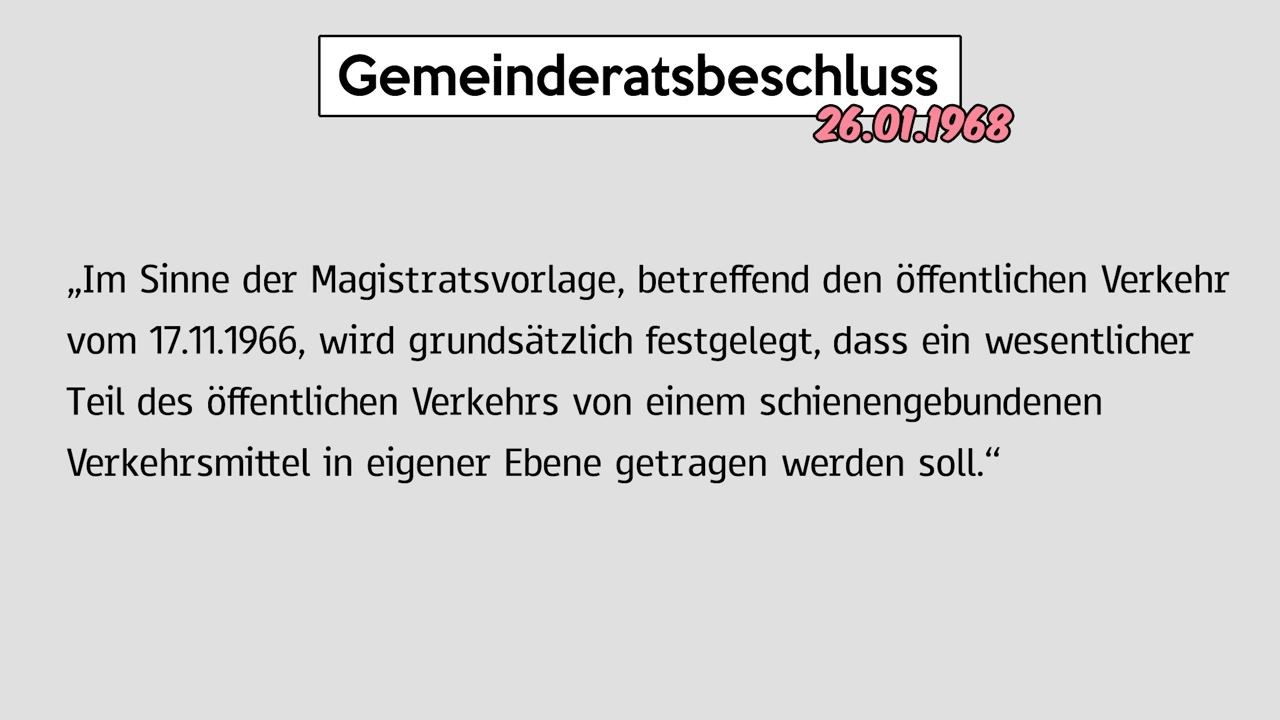 Gemeinderatsbeschluss
26.01.1968
„Im Sinne der Magistratsvorlage, betreffend den öffentlichen Verkehr
vom 17.11.1966, wird grundsätzlich festgelegt, dass ein wesentlicher
Teil des öffentlichen Verkehrs von einem schienengebundenen
Verkehrsmittel in eigener Ebene getragen werden soll.“